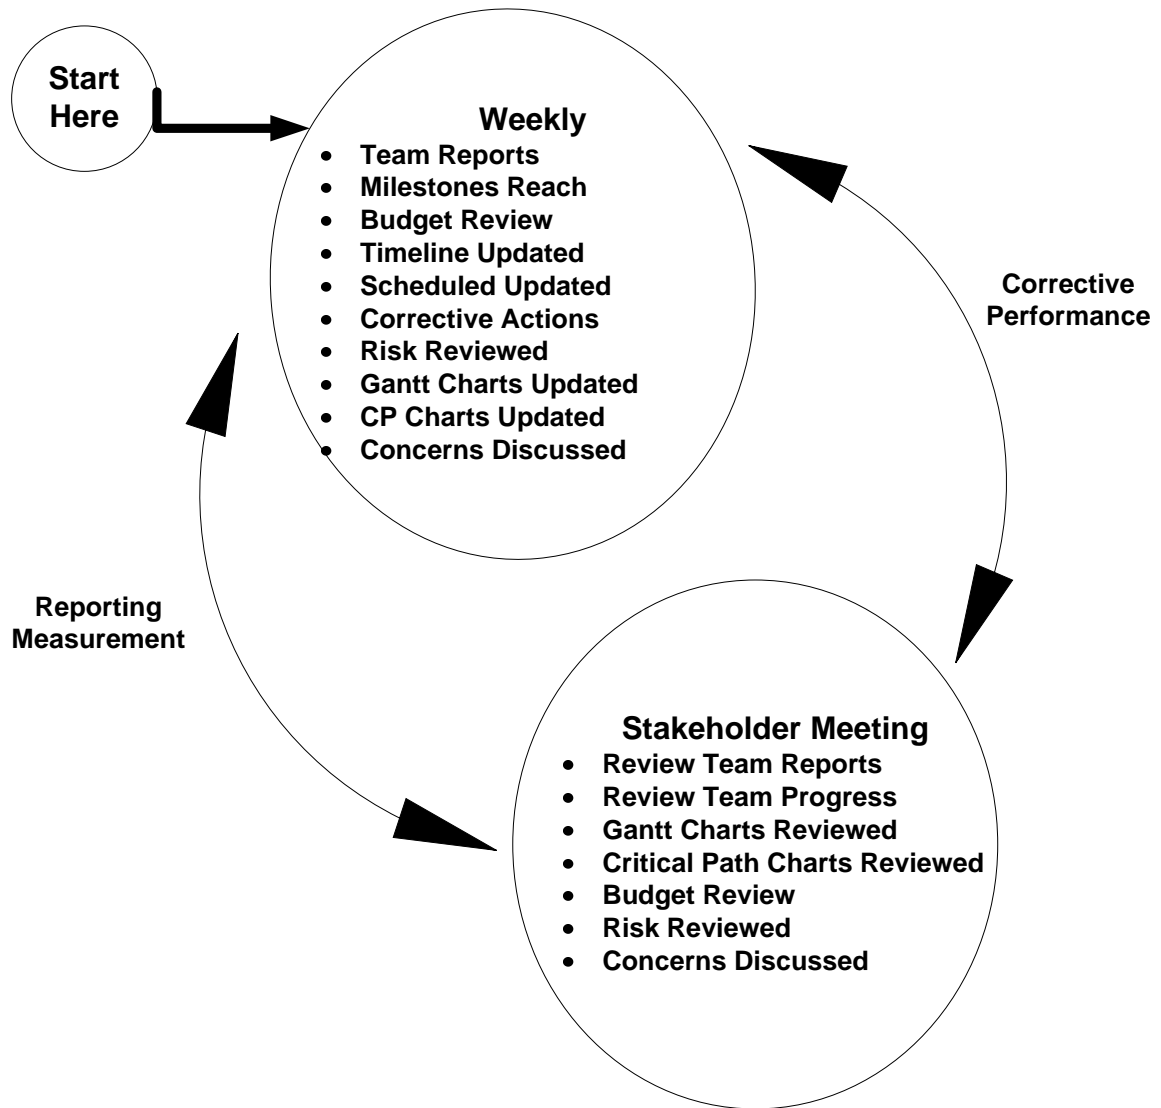 Start
Here
Weekly
• Team Reports
• Milestones Reach
• Budget Review
• Timeline Updated
• Scheduled Updated
• Corrective Actions
• Risk Reviewed
• Gantt Charts Updated
• CP Charts Updated
• Concerns Discussed
Corrective
Performance
Reporting
Measurement
Stakeholder Meeting
• Review Team Reports
• Review Team Progress
• Gantt Charts Reviewed
• Critical Path Charts Reviewed
• Budget Review
• Risk Reviewed
• Concerns Discussed